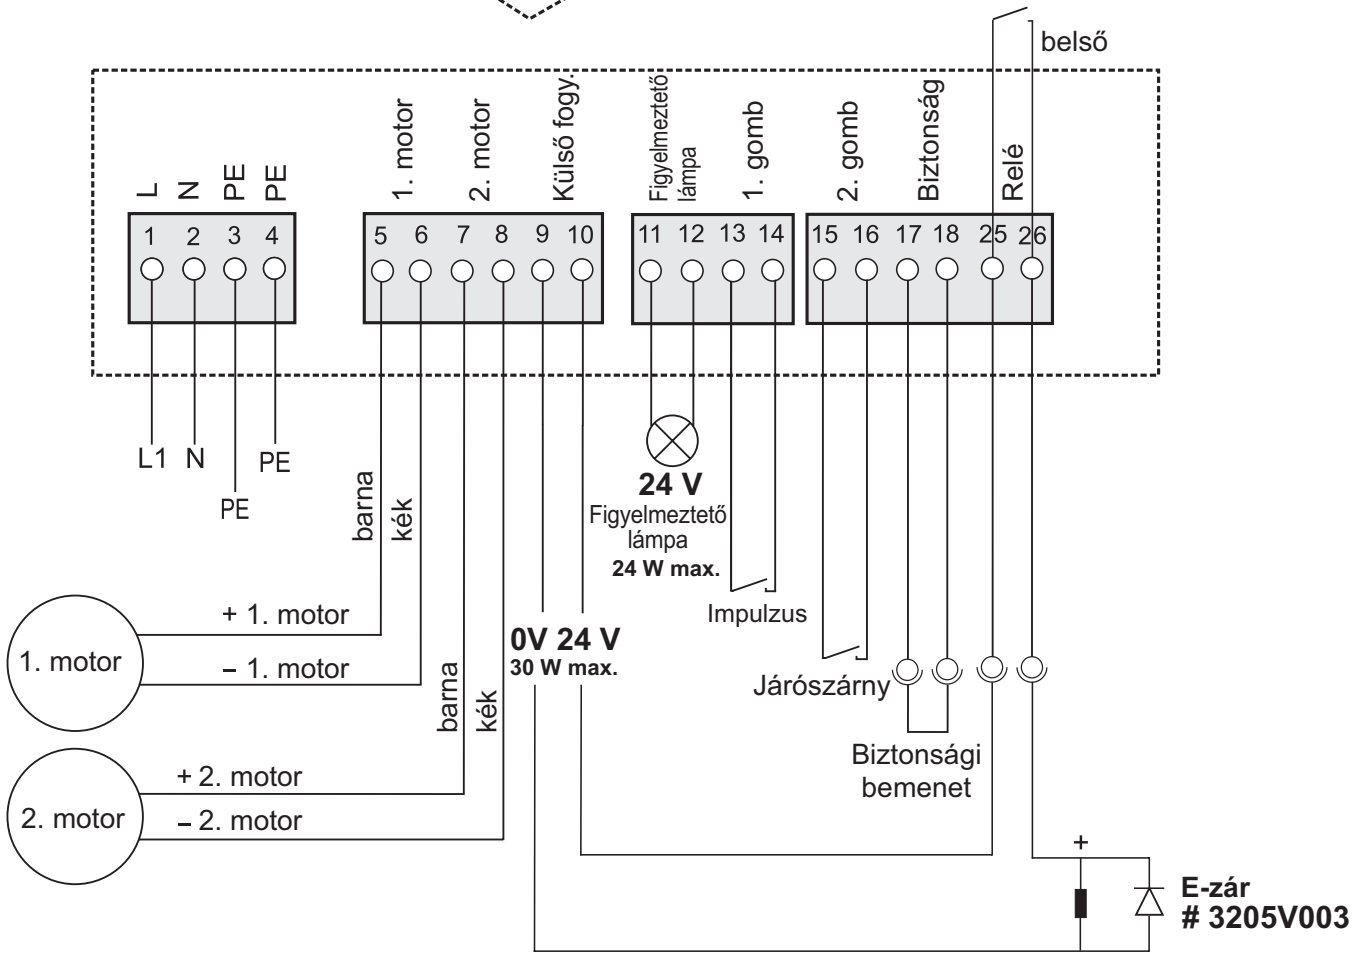 belső
L
N
PE
PE
1. motor
2. motor
Külső fogy.
Figyelmeztető
lámpa
1. gomb
2. gomb
Biztonság
Relé
1 2 3 4
5 6 7 8 9 10
11 12 13 14
15 16 17 18 25 26
L1 N
PE
PE
barna
kék
24 V
Figyelmeztető
lámpa
24 W max.
Impulzus
+ 1. motor
1. motor
– 1. motor
0V 24 V
30 W max.
barna
kék
Járószárny
Biztonsági
bemenet
+ 2. motor
2. motor
– 2. motor
+
E-zár
# 3205V003